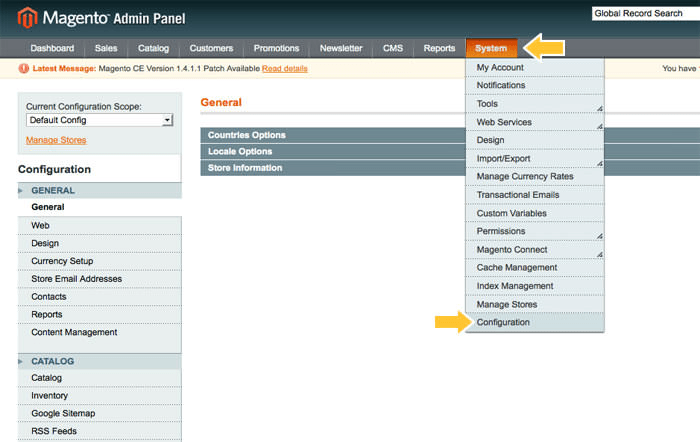 Magento Admin Panel
Global Record Search
Dashboard Sales Catalog Customers Promotions Newsletter CMS Reports System
Latest Message: Magento CE Version 1.4.1.1 Patch Available Read details
You have
Current Configuration Scope:
Default Config
Manage Stores
Configuration
GENERAL
General
Web
Design
Currency Setup
Store Email Addresses
Contacts
Reports
Content Management
CATALOG
Catalog
Inventory
Google Sitemap
RSS Feeds
General
Countries Options
Locale Options
Store Information
My Account
Notifications
Tools
Web Services
Design
Import/Export
Manage Currency Rates
Transactional Emails
Custom Variables
Permissions
Magento Connect
Cache Management
Index Management
Manage Stores
Configuration